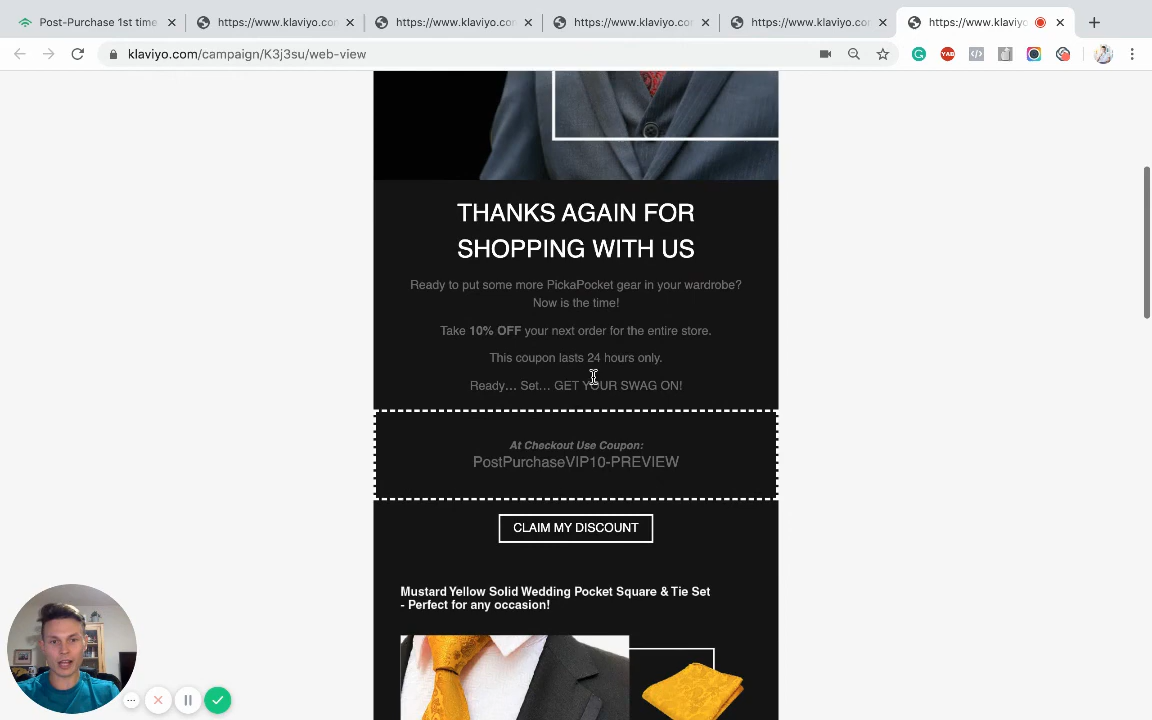 Post-Purchase 1st time
https://www.klaviyo.co
https://www.klaviyo.co
https://www.klaviyo.co
https://www.klaviyo.co
https://www.klaviyo
klaviyo.com/campaign/K3j3su/web-view
YAB
THANKS AGAIN FOR
SHOPPING WITH US
Ready to put some more PickaPocket gear in your wardrobe?
Now is the time!
Take 10% OFF your next order for the entire store.
This coupon lasts 24 hours only.
Ready... Set... GET YOUR SWAG ON!
At Checkout Use Coupon:
PostPurchaseVIP10-PREVIEW
CLAIM MY DISCOUNT
Mustard Yellow Solid Wedding Pocket Square & Tie Set
- Perfect for any occasion!